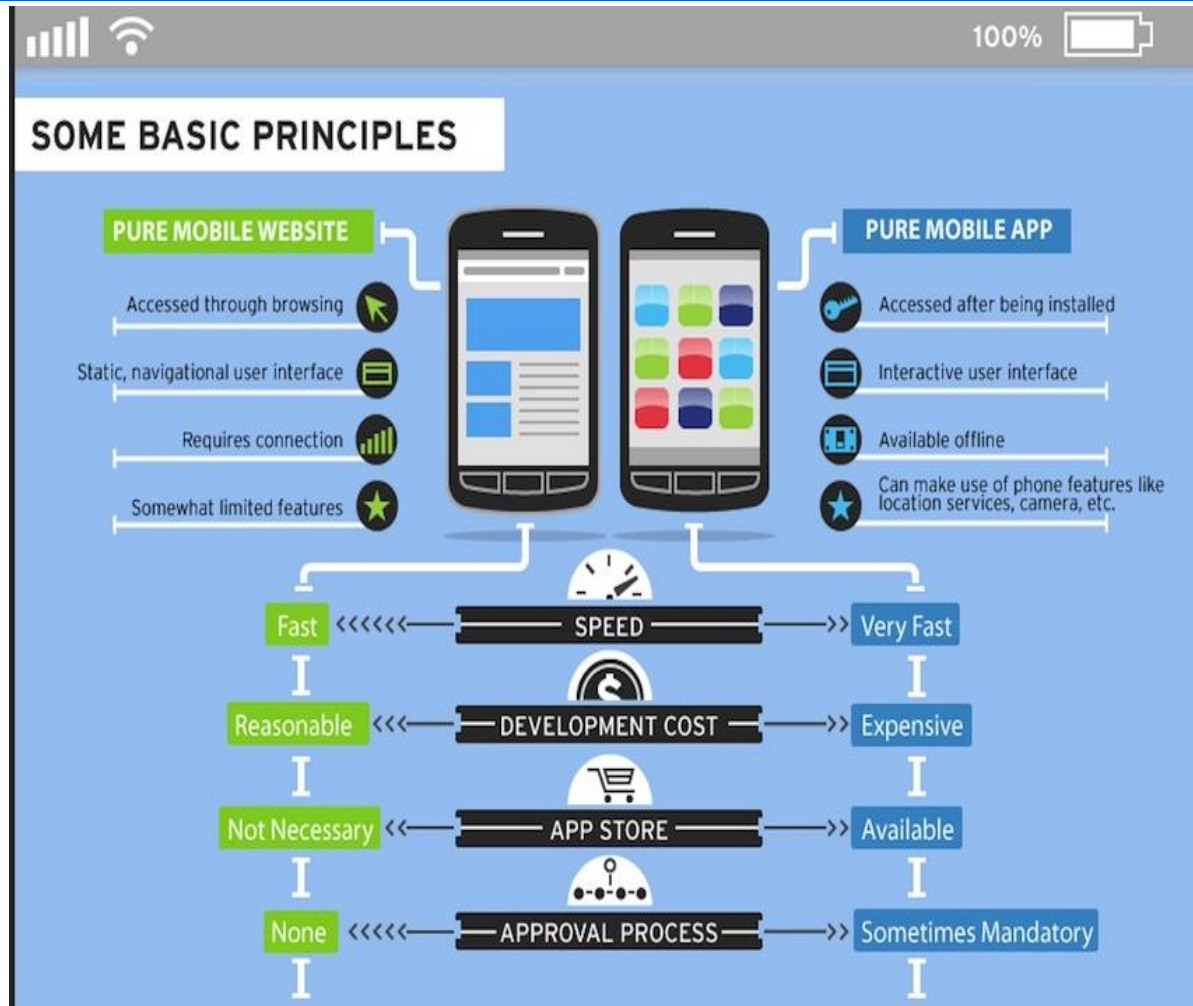 100%
SOME BASIC PRINCIPLES
PURE MOBILE WEBSITE
Accessed through browsing
Static, navigational user interface
Requires connection
Somewhat limited features
PURE MOBILE APP
Accessed after being installed
Interactive user interface
Available offline
Can make use of phone features like
location services, camera, etc.
Fast <<<<<< SPEED >> Very Fast
$
Reasonable <<< DEVELOPMENT COST >> Expensive
Not Necessary << APP STORE >> Available
None <<<<< APPROVAL PROCESS >> Sometimes Mandatory